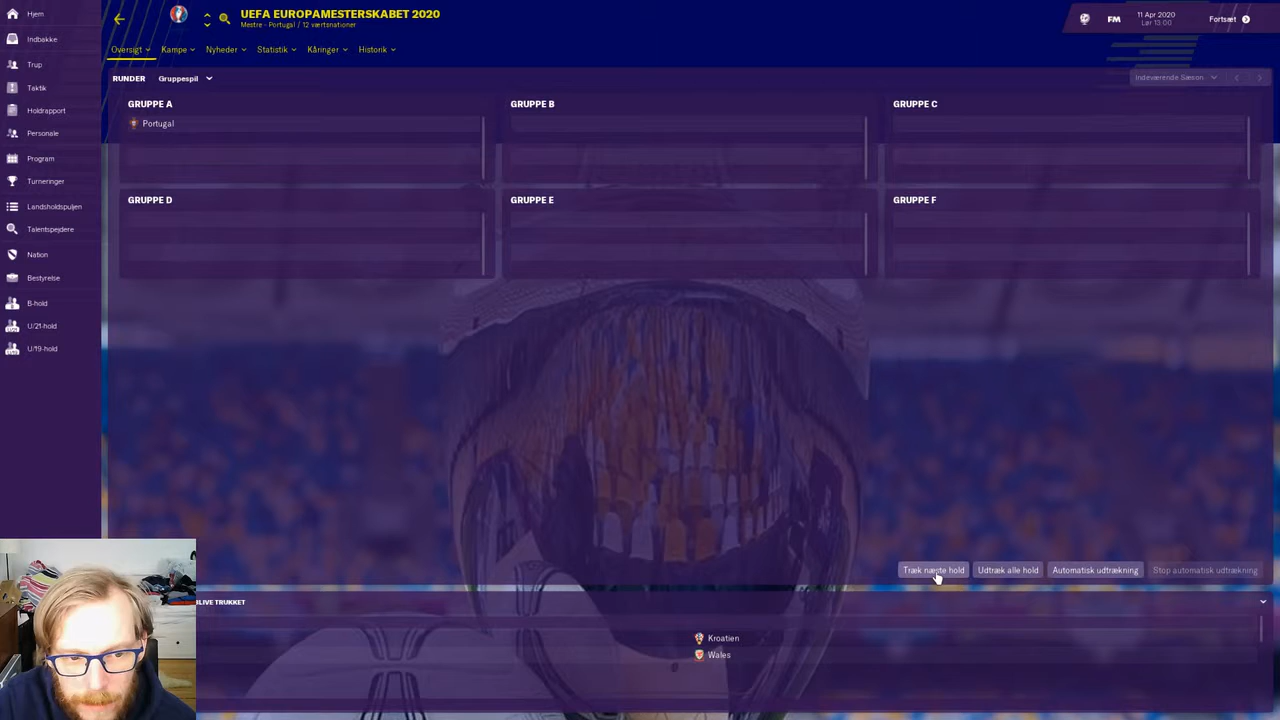 Hjem
Indbakke
Trup
Taktik
Holdrapport
Personale
Program
Turneringer
Landsholdspuljen
Talentspejdere
Nation
Bestyrelse
B-hold
U/21-hold
U/19-hold
UEFA EUROPAMESTERSKABET 2020
Mestre - Portugal / 12 værtsnationer
FM
11 Apr 2020
Lør 13:00
Fortsæt
Oversigt
Kampe
Nyheder
Statistik
Kåringer
Historik
RUNDER
Gruppespil
Indeværende Sæson
GRUPPE A
Portugal
GRUPPE B
GRUPPE C
GRUPPE D
GRUPPE E
GRUPPE F
Træk næste hold
Udtræk alle hold
Automatisk udtrækning
Stop automatisk udtrækning
BLIVE TRUKKET
Kroatien
Wales